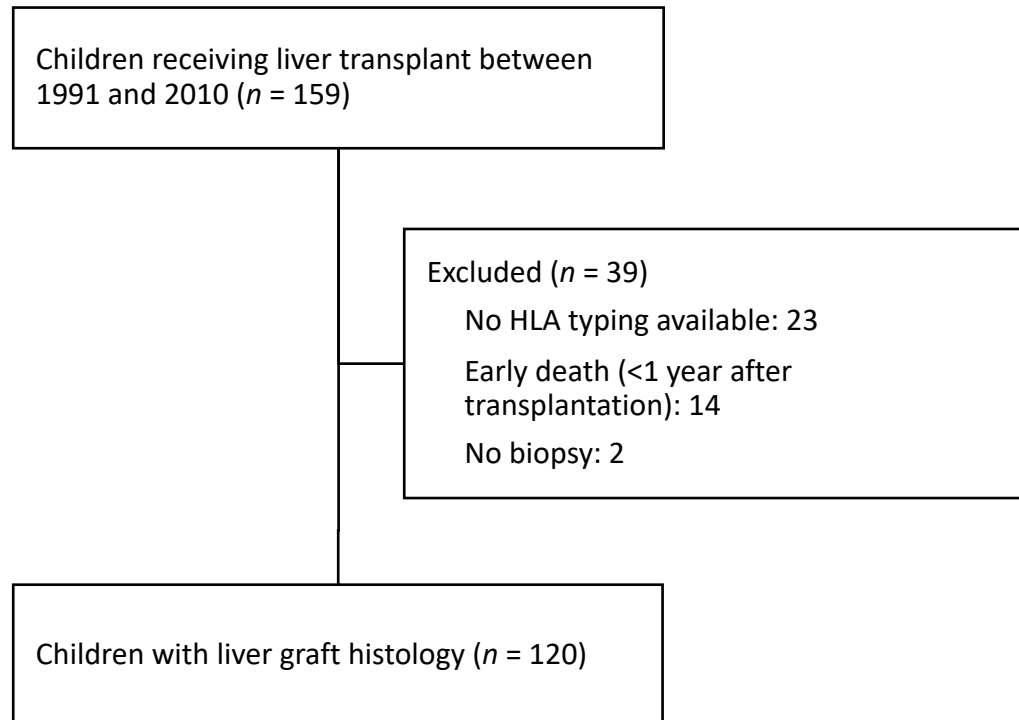 Children receiving liver transplant between
1991 and 2010 (n = 159)
Excluded (n = 39)
No HLA typing available: 23
Early death (<1 year after
transplantation): 14
No biopsy: 2
Children with liver graft histology (n = 120)